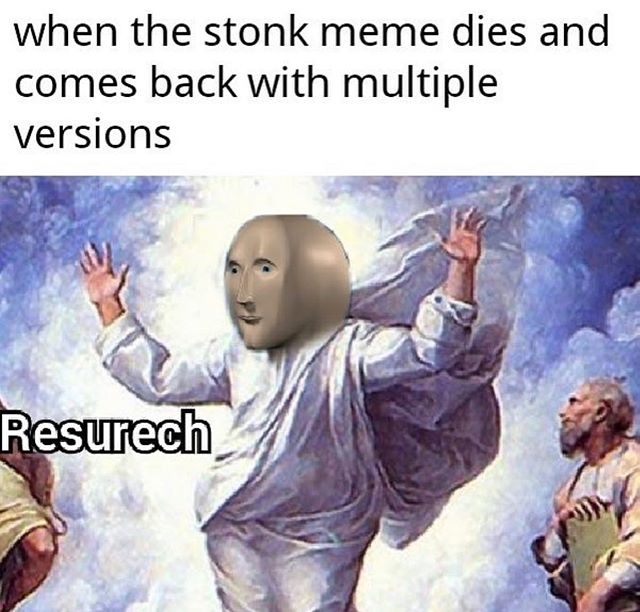 when the stonk meme dies and
comes back with multiple
versions
Resurech